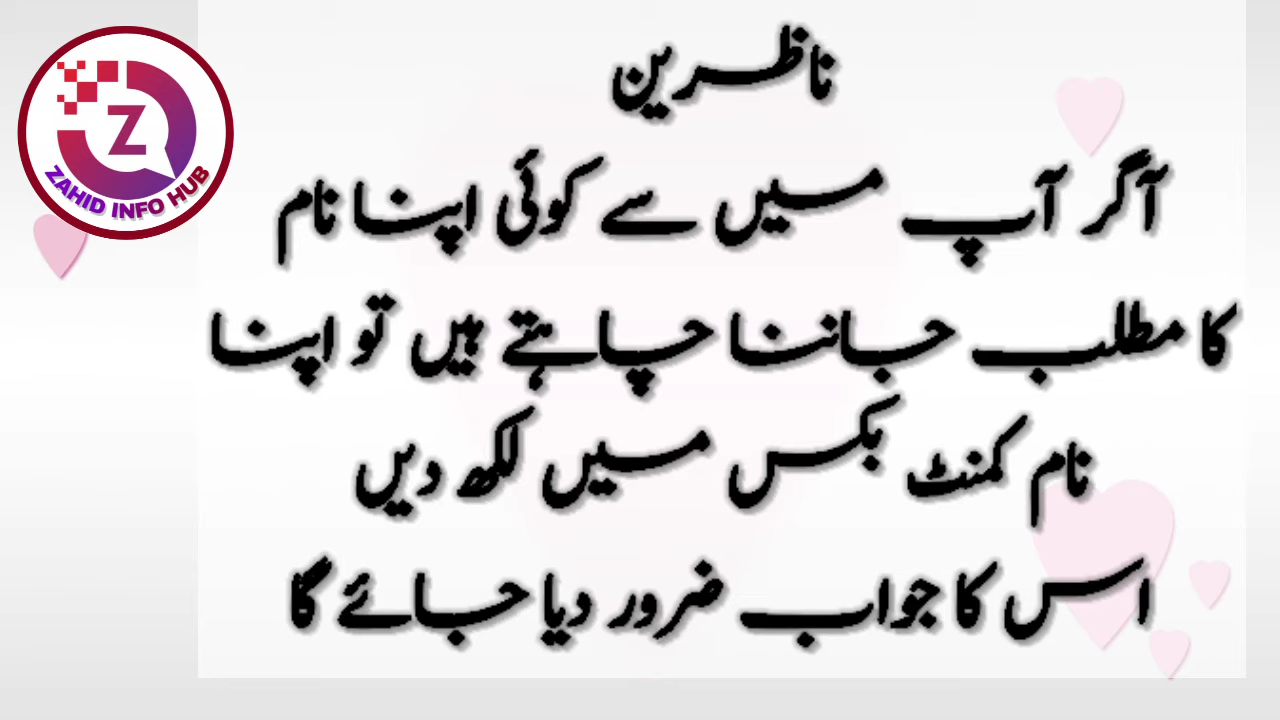 ZAHID INFO HUB
Z
ناظرین
آگر آپ میں سے کوئی اپنا نام
کا مطلب جاننا چاہتے ہیں تو اپنا
نام کمنٹ بکس میں لکھ دیں
اس کا جواب ضرور دیا جائے گا